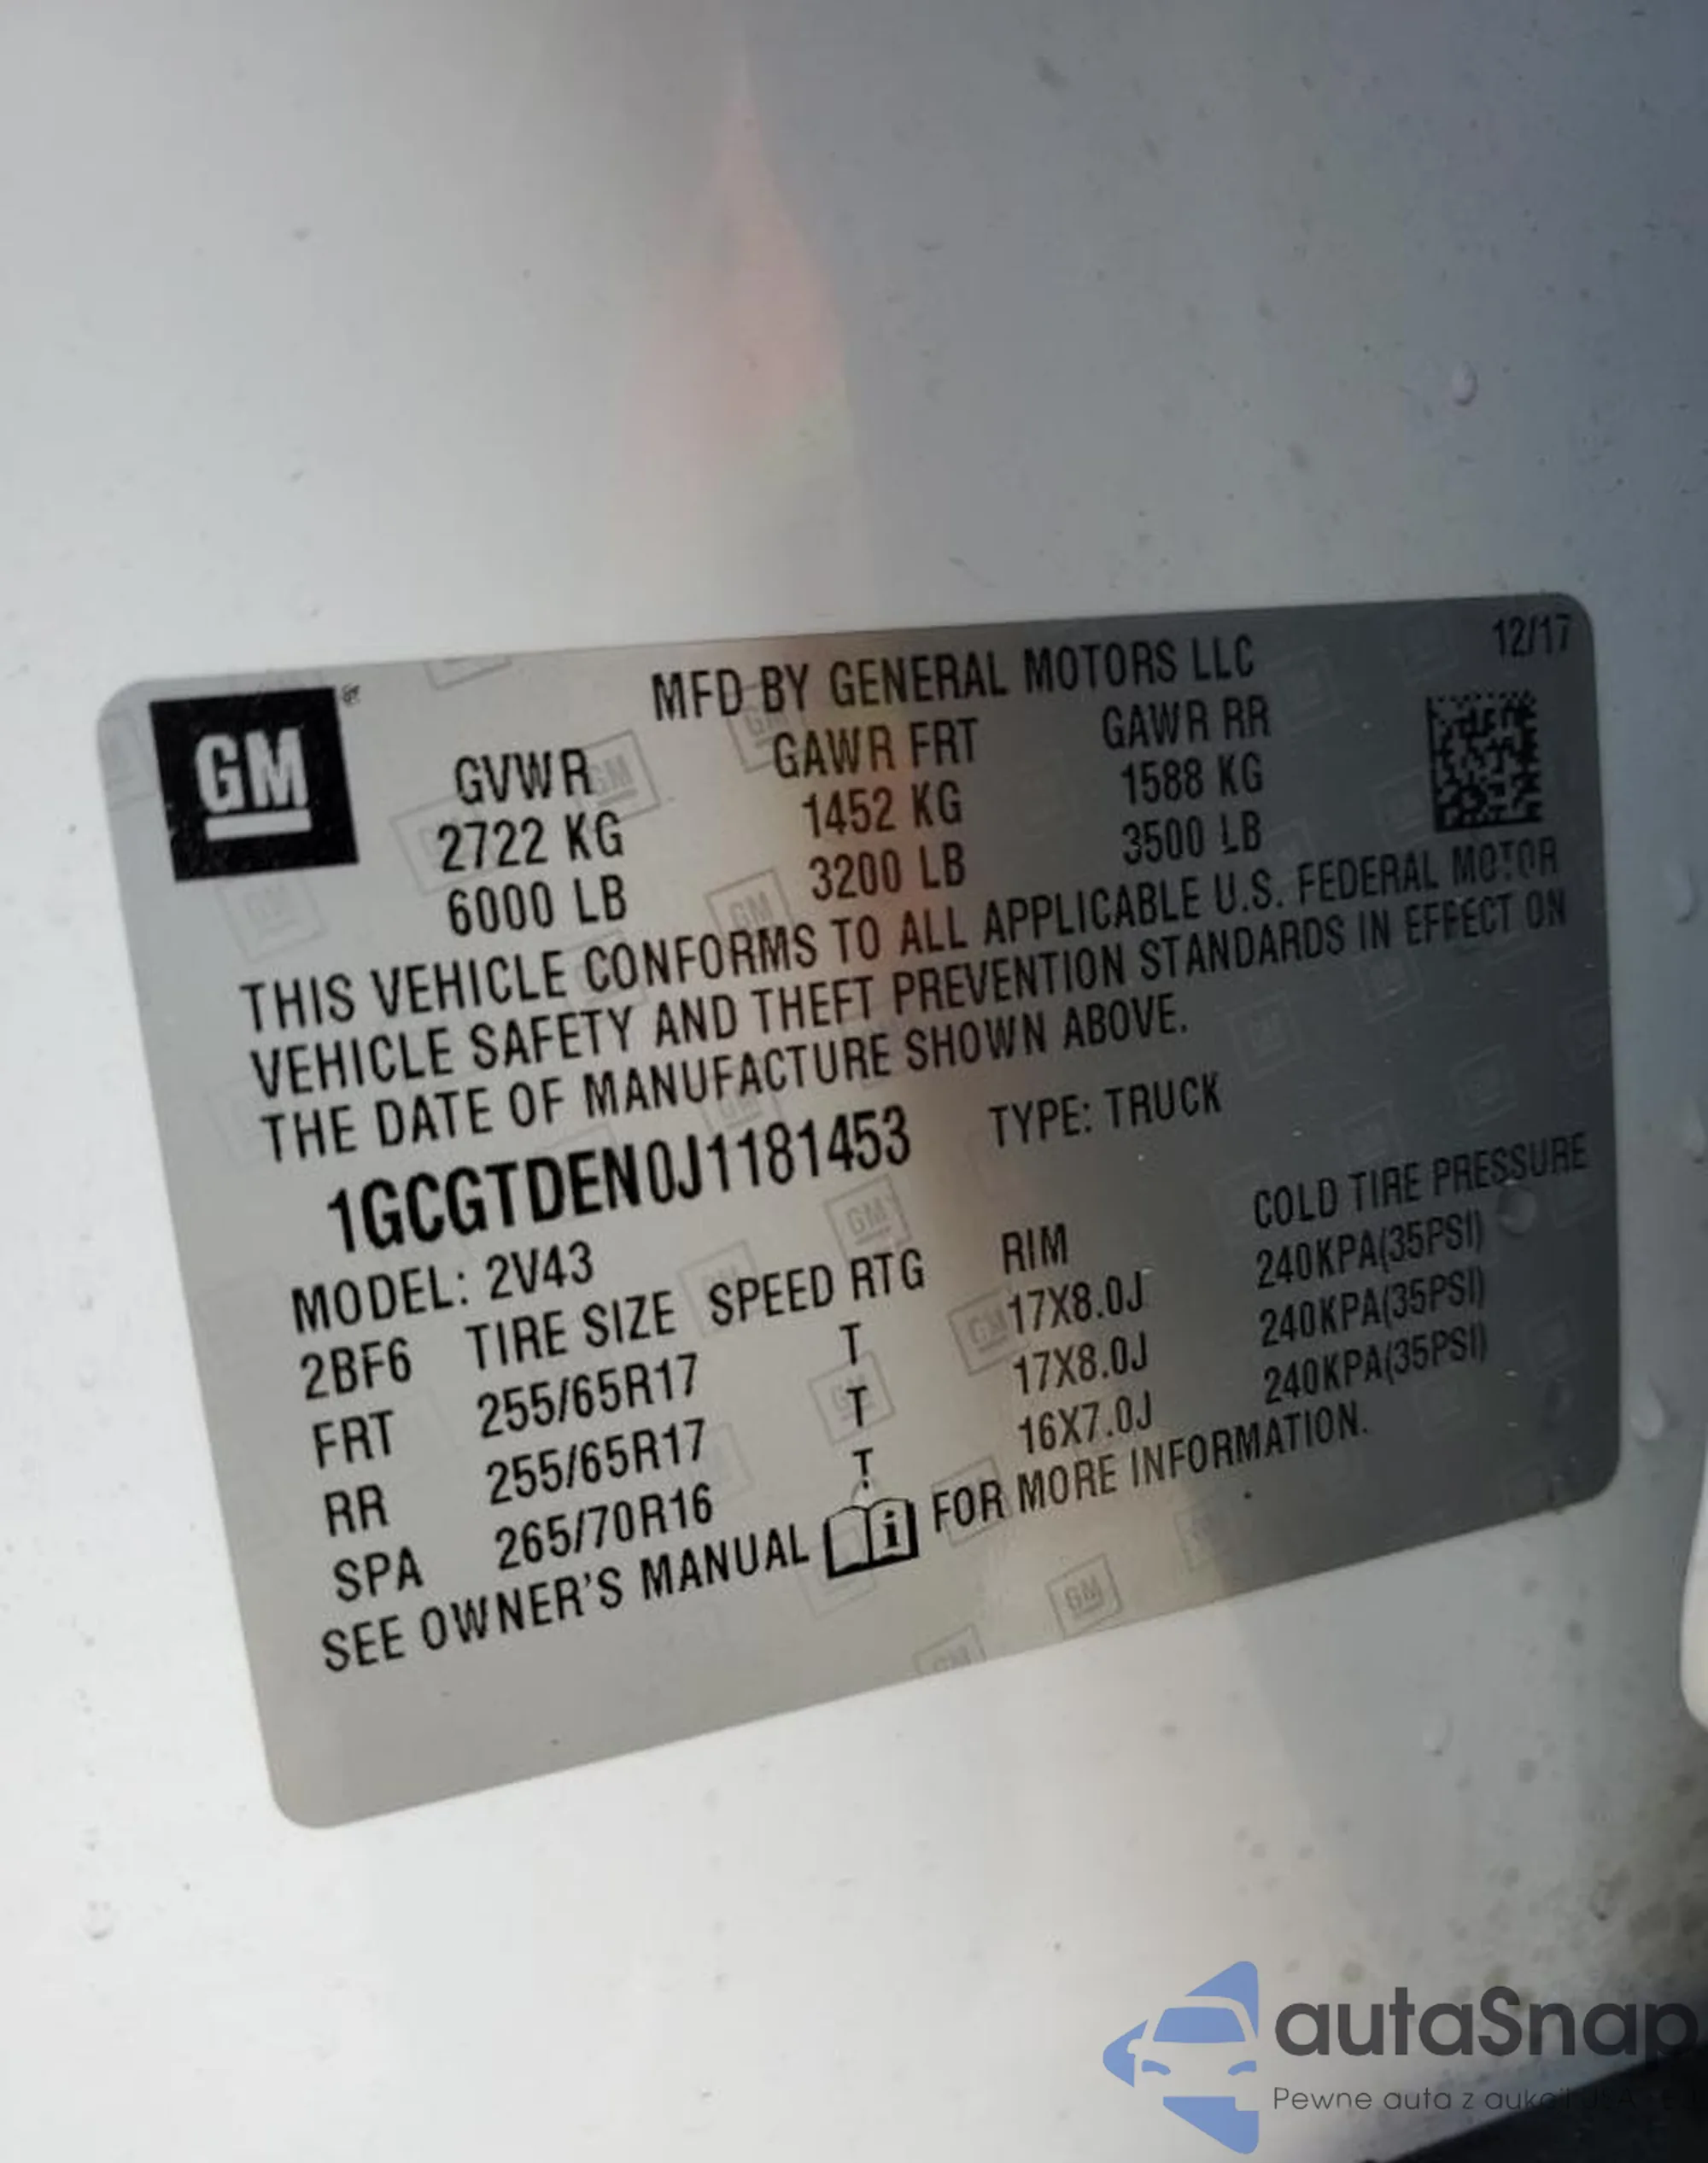 12/17
GM
MFD BY GENERAL MOTORS LLC
GVWR GAWR FRT GAWR RR
2722 KG 1452 KG 1588 KG
6000 LB 3200 LB 3500 LB
THIS VEHICLE CONFORMS TO ALL APPLICABLE U.S. FEDERAL MOTOR
VEHICLE SAFETY AND THEFT PREVENTION STANDARDS IN EFFECT ON
THE DATE OF MANUFACTURE SHOWN ABOVE.
1GCGTDEN0J1181453 TYPE: TRUCK
MODEL: 2V43
2BF6 TIRE SIZE SPEED RTG RIM COLD TIRE PRESSURE
FRT 255/65R17 T 17X8.0J 240KPA(35PSI)
RR 255/65R17 T 17X8.0J 240KPA(35PSI)
SPA 265/70R16 T 16X7.0J 240KPA(35PSI)
SEE OWNER'S MANUAL i FOR MORE INFORMATION.
autaSnap
Pewne auta z